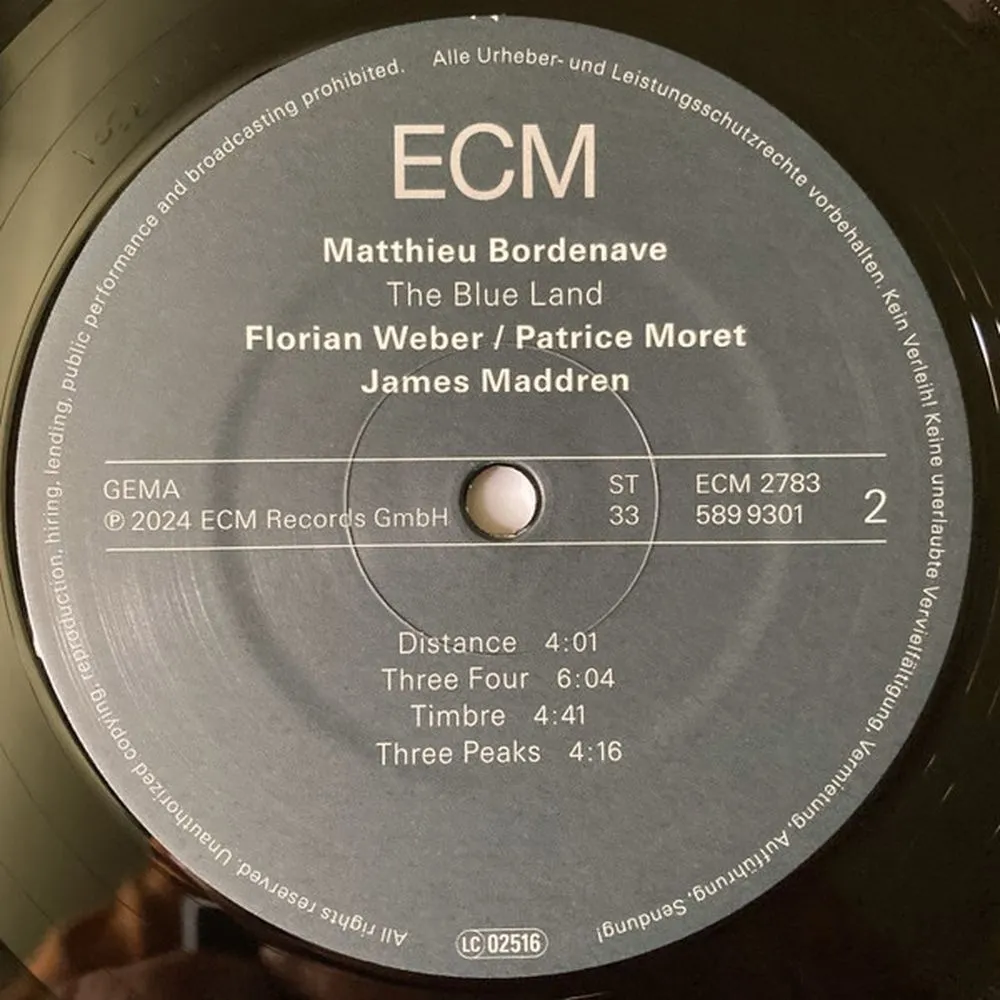 ECM
Matthieu Bordenave
The Blue Land
Florian Weber / Patrice Moret
James Maddren
GEMA
℗ 2024 ECM Records GmbH
ST
33
ECM 2783
589 9301
2
Distance 4:01
Three Four 6:04
Timbre 4:41
Three Peaks 4:16
All rights reserved. Unauthorized copying, reproduction, hiring, lending, public performance and broadcasting prohibited.
Alle Urheber- und Leistungsschutzrechte vorbehalten. Kein Verleih! Keine unerlaubte Vervielfältigung, Vermietung, Aufführung, Sendung!
LC 02516